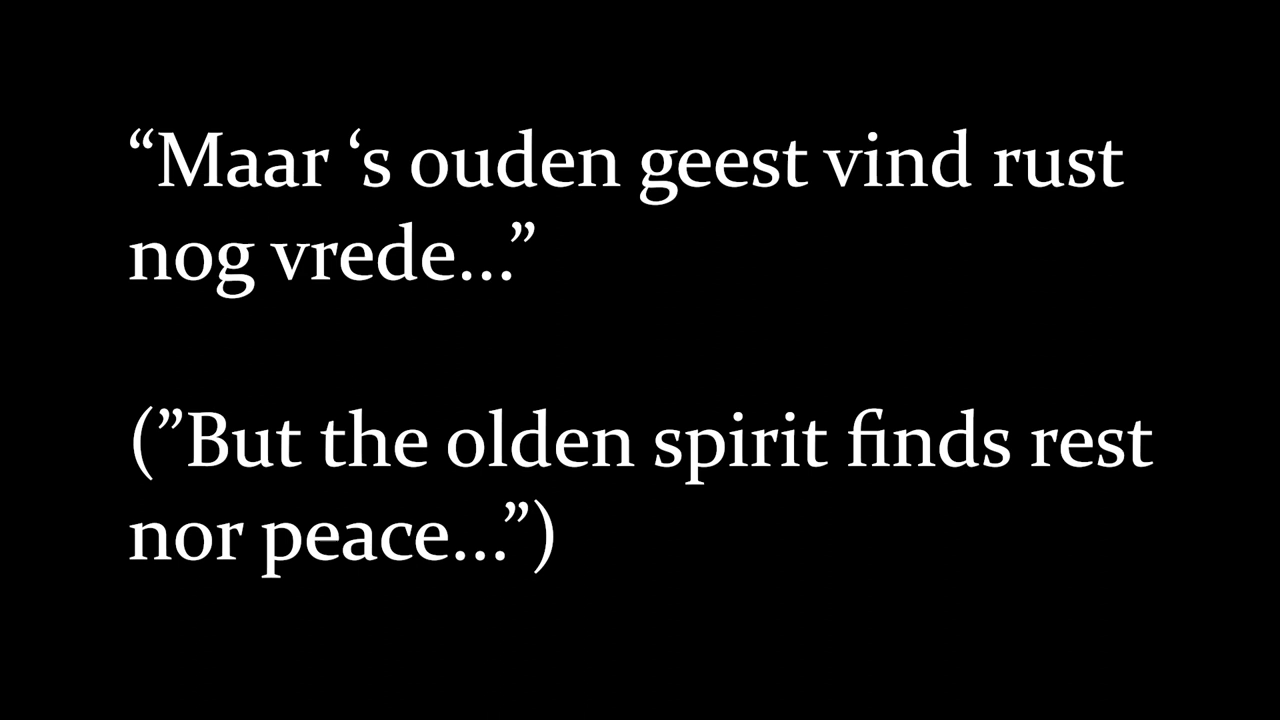 “Maar ‘s ouden geest vind rust
nog vrede...”
(”But the olden spirit finds rest
nor peace...”)